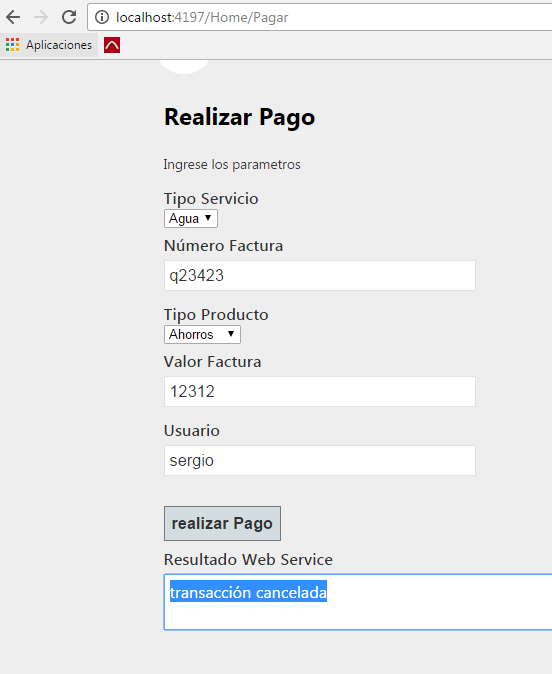 localhost:4197/Home/Pagar
Aplicaciones
Realizar Pago
Ingrese los parametros
Tipo Servicio
Agua
Número Factura
q23423
Tipo Producto
Ahorros
Valor Factura
12312
Usuario
sergio
realizar Pago
Resultado Web Service
transacción cancelada